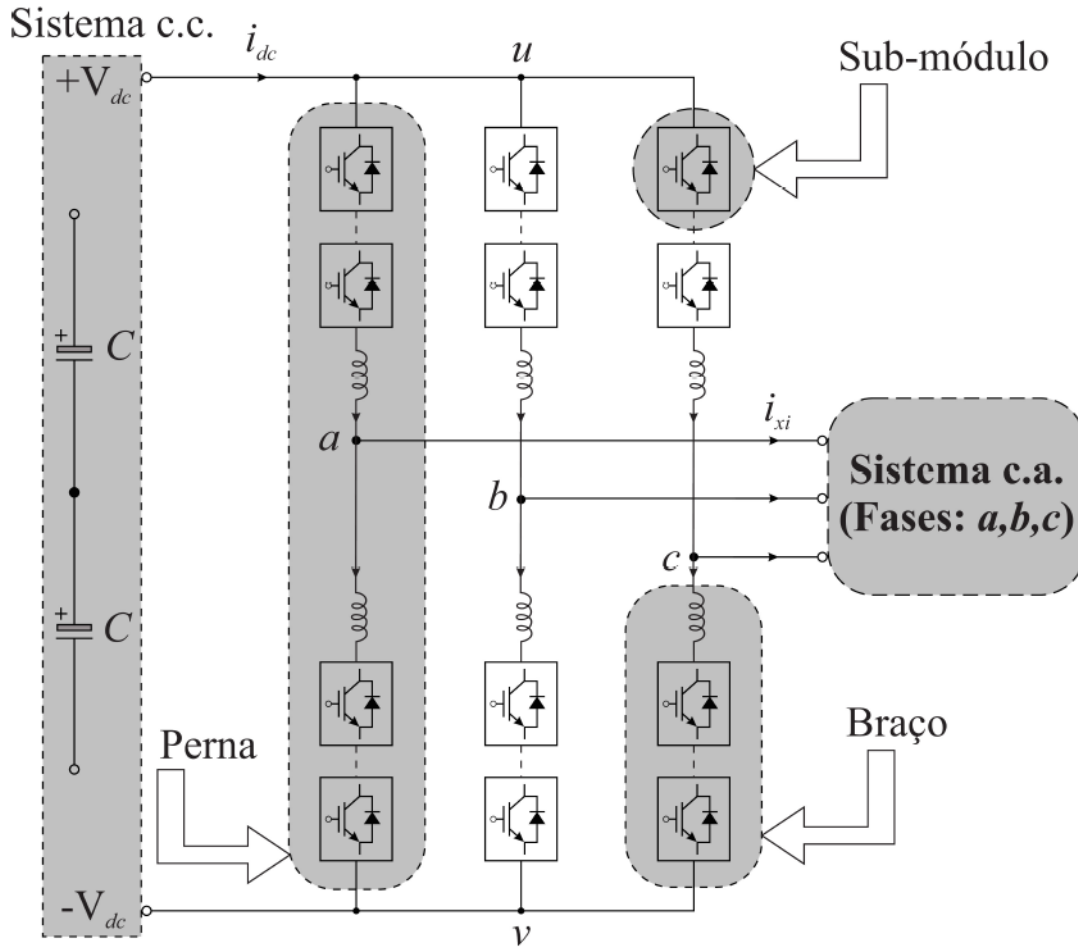 Sistema c.c.
+V_dc
i_dc
u
Sub-módulo
+
C
a
i_xi
b
Sistema c.a.
(Fases: a,b,c)
c
+
C
Perna
Braço
-V_dc
v